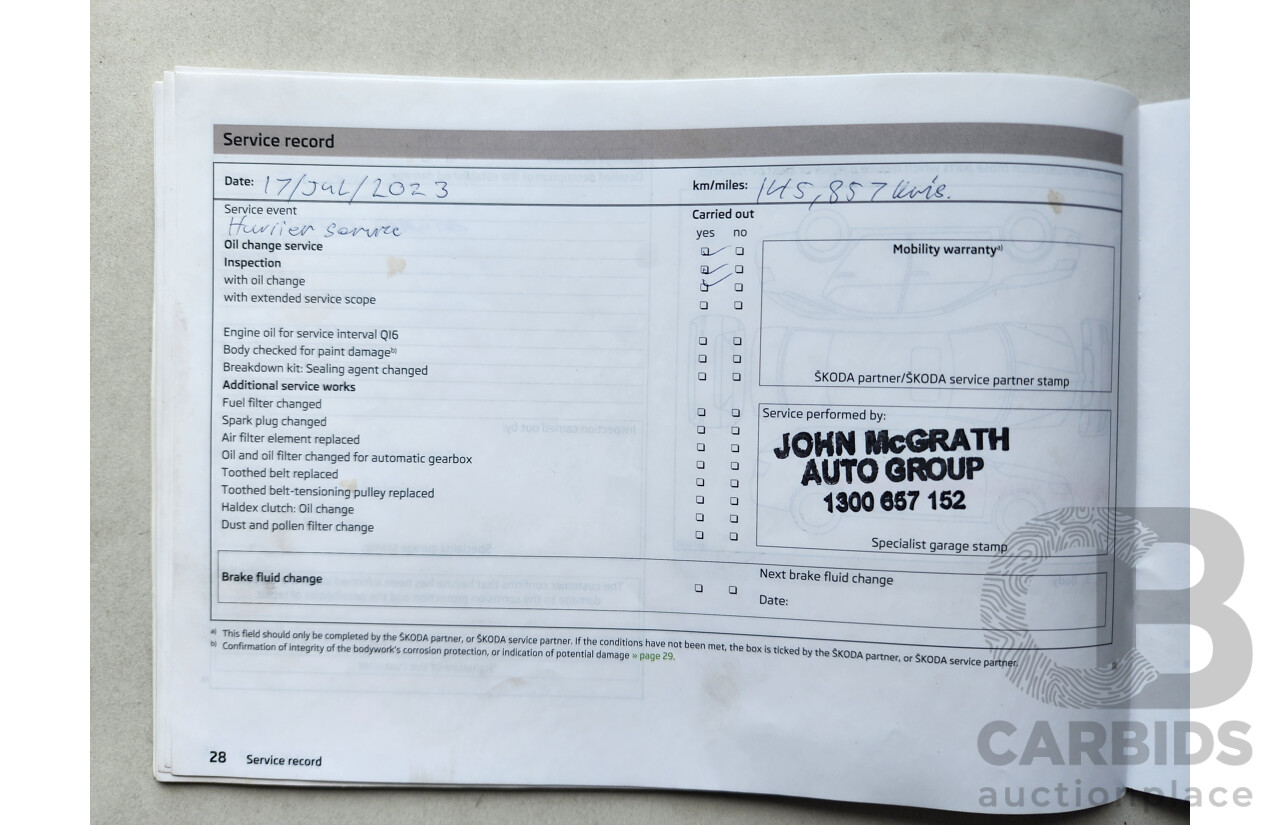 Service record
Date: 17/JUL/2023 km/miles: 145,857 kms.
Service event
service
Carried out
yes no
Oil change service
Inspection
with oil change
with extended service scope
Engine oil for service interval QI6
Body checked for paint damage b)
Breakdown kit: Sealing agent changed
Additional service works
Fuel filter changed
Spark plug changed
Air filter element replaced
Oil and oil filter changed for automatic gearbox
Toothed belt replaced
Toothed belt-tensioning pulley replaced
Haldex clutch: Oil change
Dust and pollen filter change
Mobility warranty a)
ŠKODA partner/ŠKODA service partner stamp
Service performed by:
JOHN McGRATH
AUTO GROUP
1300 657 152
Specialist garage stamp
Brake fluid change
Next brake fluid change
Date:
a) This field should only be completed by the ŠKODA partner, or ŠKODA service partner. If the conditions have not been met, the box is ticked by the ŠKODA partner, or ŠKODA service partner.
b) Confirmation of integrity of the bodywork's corrosion protection, or indication of potential damage » page 29.
28 Service record
CARBIDS
auctionplace